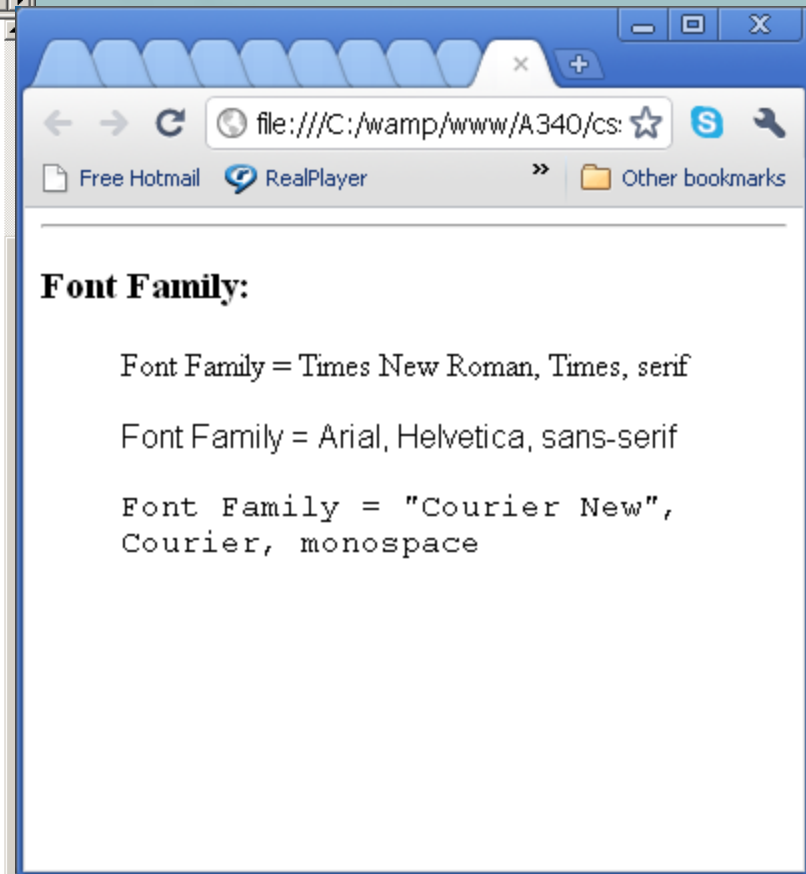 file:///C:/wamp/www/A340/cs:
Free Hotmail RealPlayer » Other bookmarks
Font Family:
Font Family = Times New Roman, Times, serif
Font Family = Arial, Helvetica, sans-serif
Font Family = "Courier New",
Courier, monospace